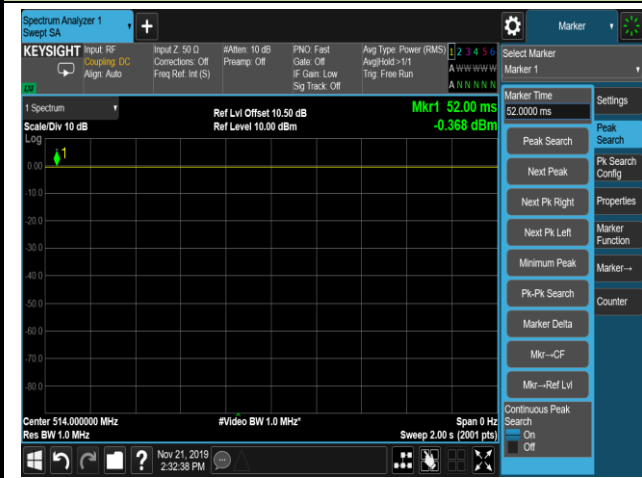 Spectrum Analyzer 1
Swept SA
Marker
KEYSIGHT
Input: RF
Coupling: DC
Align: Auto
Input Z: 50 Ω
Corrections: Off
Freq Ref: Int (S)
#Atten: 10 dB
Preamp: Off
PNO: Fast
Gate: Off
IF Gain: Low
Sig Track: Off
Avg Type: Power (RMS)
Avg|Hold:>1/1
Trig: Free Run
1 2 3 4 5 6
A W W W W W
A N N N N N
LXI
Select Marker
Marker 1
1 Spectrum
Scale/Div 10 dB
Ref Lvl Offset 10.50 dB
Ref Level 10.00 dBm
Mkr1 52.00 ms
-0.368 dBm
Log
1
0.00
-10.0
-20.0
-30.0
-40.0
-50.0
-60.0
-70.0
-80.0
Center 514.000000 MHz
Res BW 1.0 MHz
#Video BW 1.0 MHz*
Span 0 Hz
Sweep 2.00 s (2001 pts)
Marker Time
52.0000 ms
Peak Search
Next Peak
Next Pk Right
Next Pk Left
Minimum Peak
Pk-Pk Search
Marker Delta
Mkr→CF
Mkr→Ref Lvl
Continuous Peak
Search
On
Off
Settings
Peak
Search
Pk Search
Config
Properties
Marker
Function
Marker→
Counter
?
Nov 21, 2019
2:32:38 PM